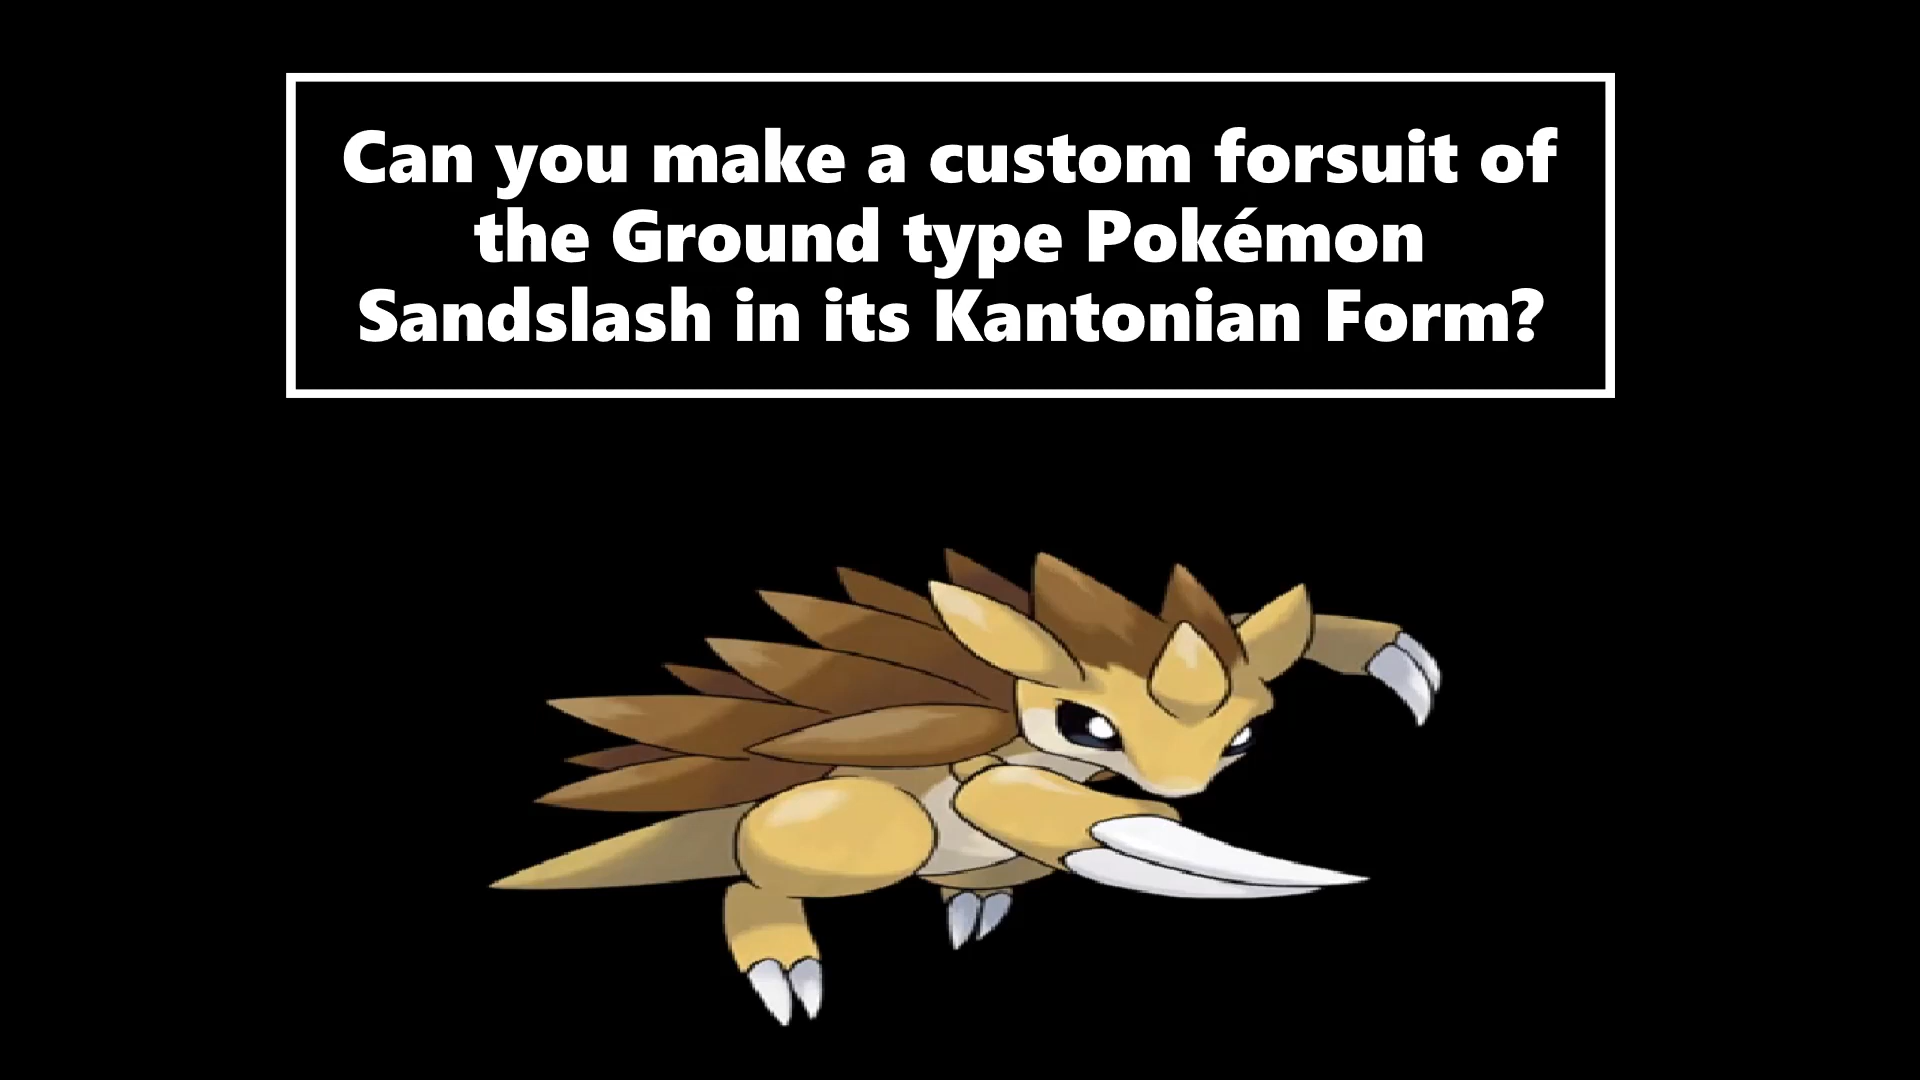 Can you make a custom forsuit of
the Ground type Pokémon
Sandslash in its Kantonian Form?